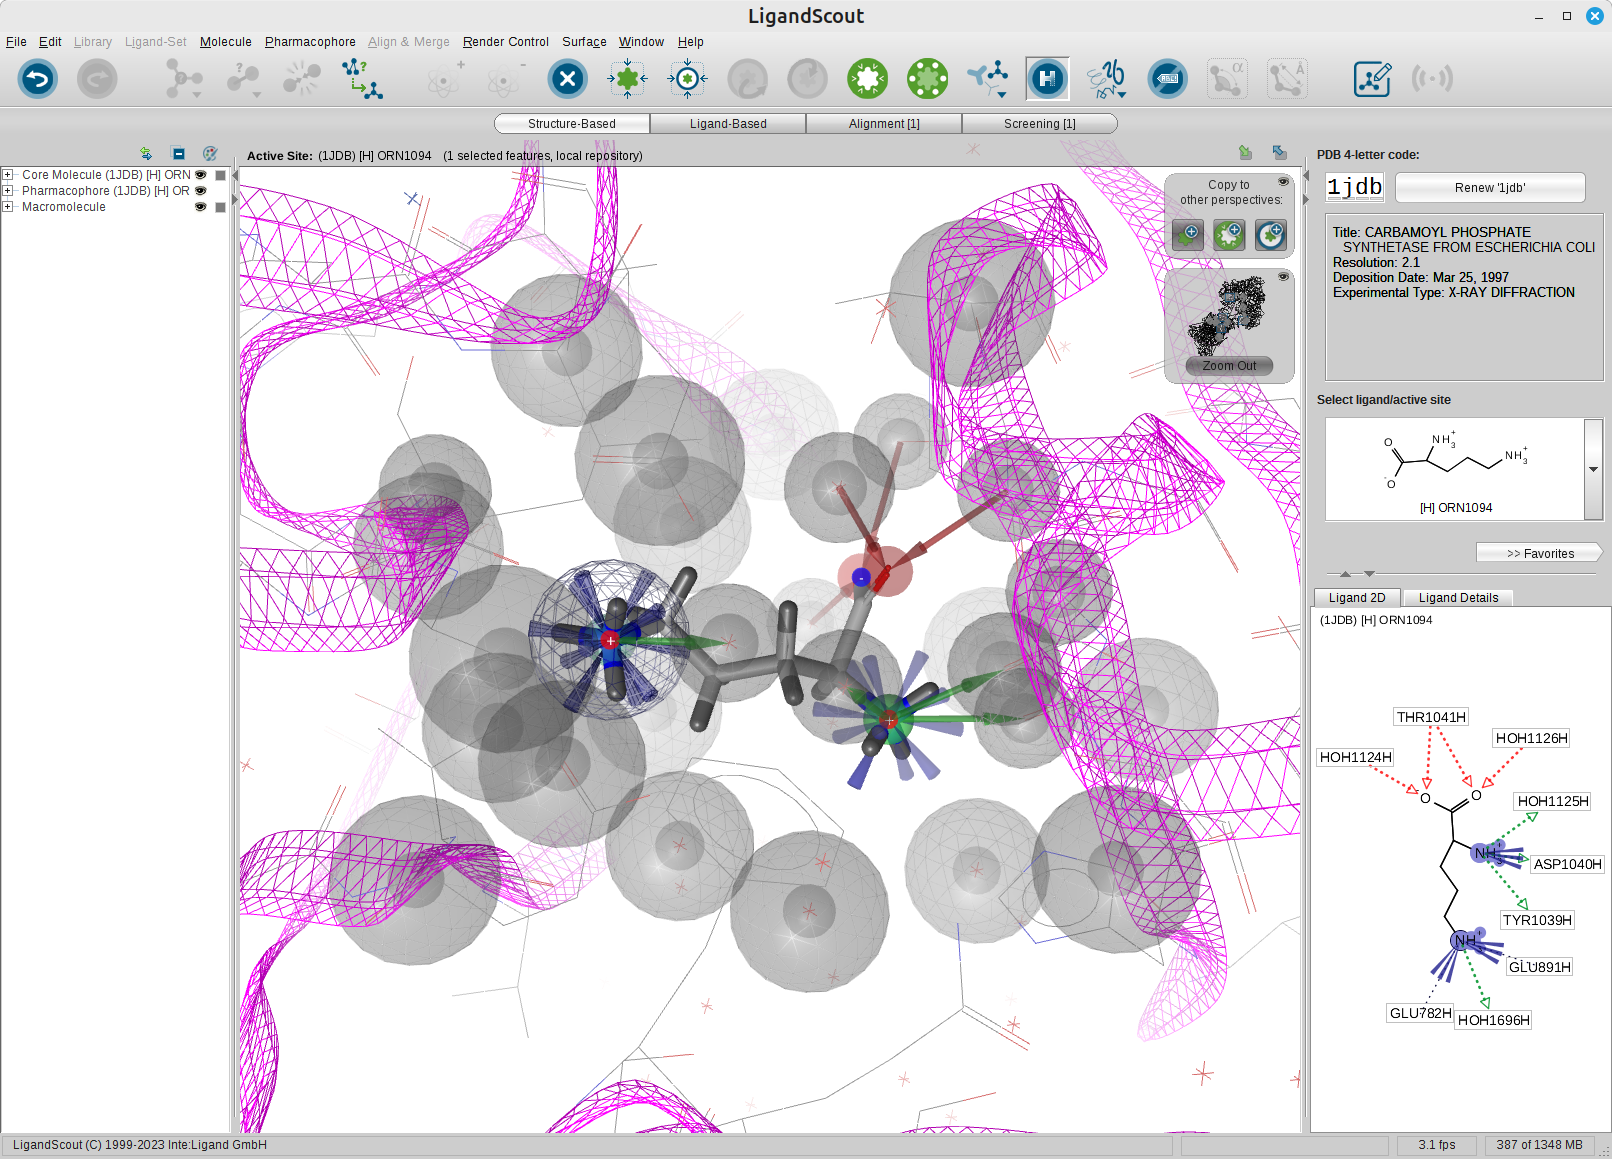 LigandScout
File Edit Library Ligand-Set Molecule Pharmacophore Align & Merge Render Control Surface Window Help
Structure-Based Ligand-Based Alignment [1] Screening [1]
Core Molecule (1JDB) [H] ORN
Pharmacophore (1JDB) [H] OR
Macromolecule
Active Site: (1JDB) [H] ORN1094 (1 selected features, local repository)
Copy to
other perspectives:
Zoom Out
PDB 4-letter code:
1jdb
Renew '1jdb'
Title: CARBAMOYL PHOSPHATE
SYNTHETASE FROM ESCHERICHIA COLI
Resolution: 2.1
Deposition Date: Mar 25, 1997
Experimental Type: X-RAY DIFFRACTION
Select ligand/active site
O NH3+
NH3+
O
[H] ORN1094
>> Favorites
Ligand 2D Ligand Details
(1JDB) [H] ORN1094
THR1041H
HOH1126H
HOH1124H
O O
HOH1125H
NH3+
ASP1040H
TYR1039H
NH+
GLU891H
GLU782H
HOH1696H
LigandScout (C) 1999-2023 Inte:Ligand GmbH
3.1 fps
387 of 1348 MB